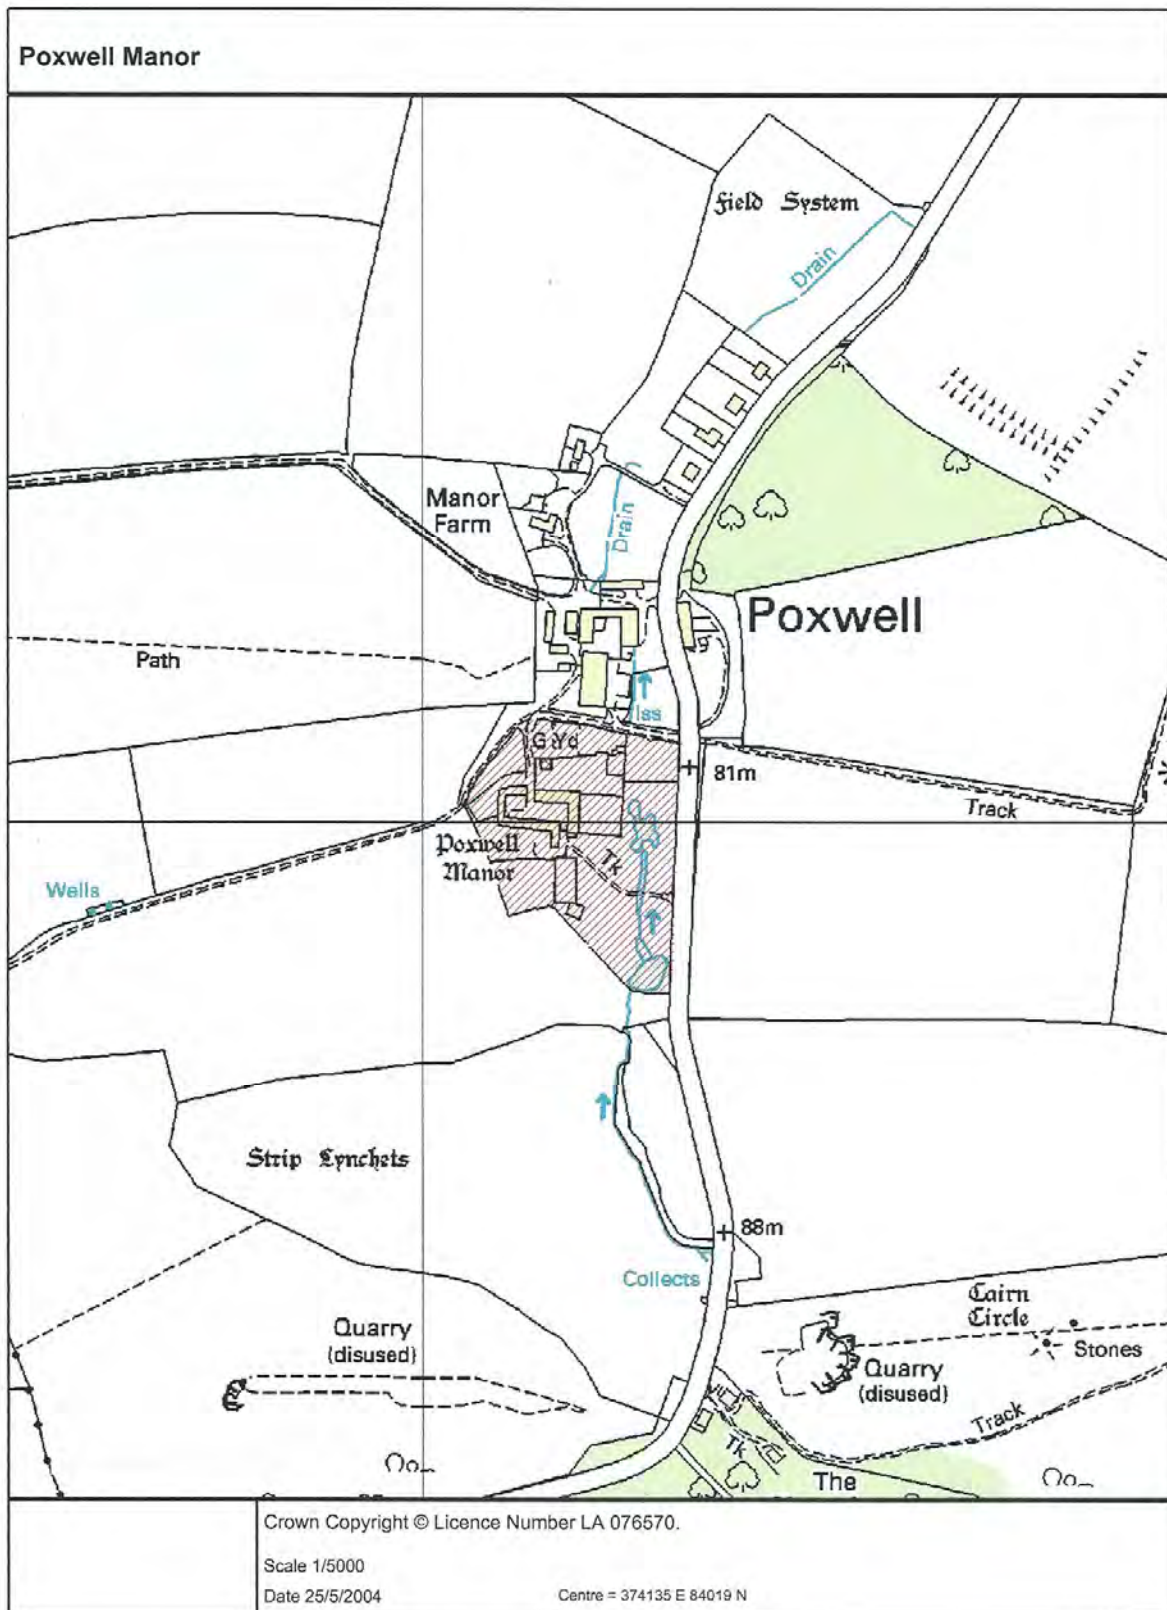 Poxwell Manor
Field System
Drain
Manor
Farm
Drain
Poxwell
Path
Iss
G Yd
81m
Track
Poxwell
Manor
Tk
Wells
Strip Lynchets
88m
Collects
Cairn
Circle
Quarry
(disused)
Stones
Quarry
(disused)
Track
Tk
The
Crown Copyright © Licence Number LA 076570.
Scale 1/5000
Date 25/5/2004
Centre = 374135 E 84019 N